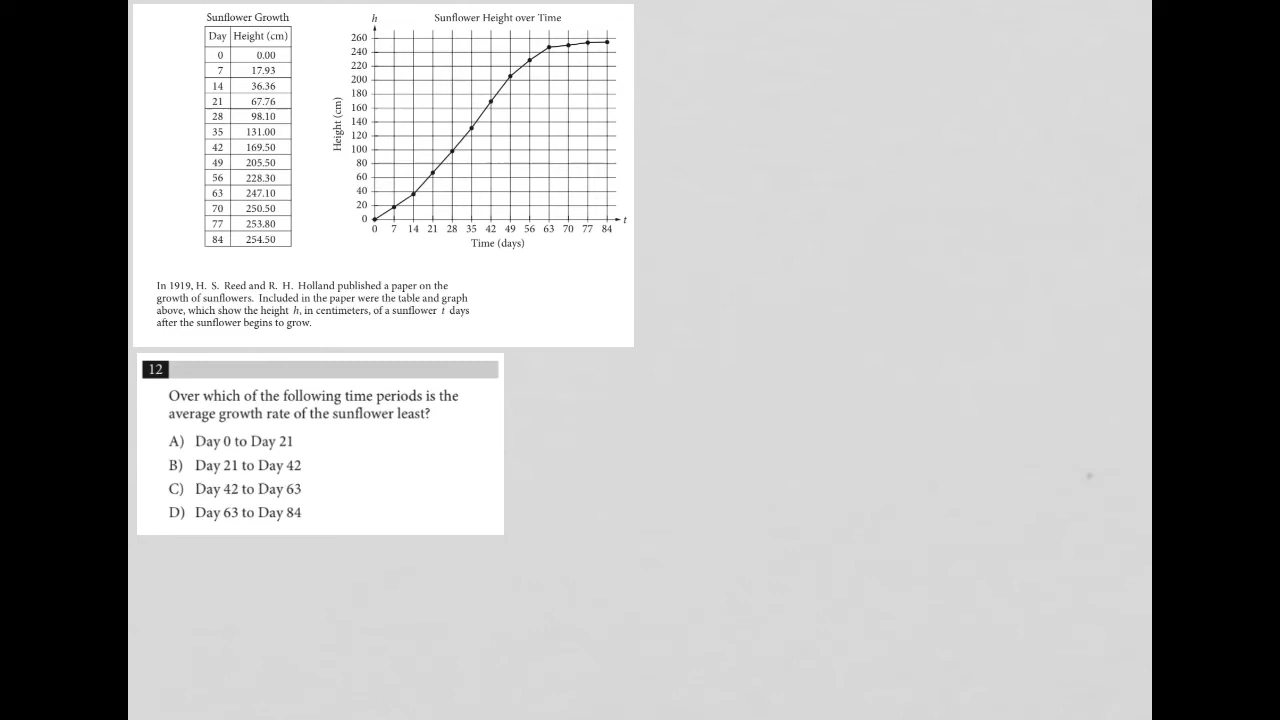 Sunflower Growth
Day Height (cm)
0 0.00
7 17.93
14 36.36
21 67.76
28 98.10
35 131.00
42 169.50
49 205.50
56 228.30
63 247.10
70 250.50
77 253.80
84 254.50
Sunflower Height over Time
h
Height (cm)
260
240
220
200
180
160
140
120
100
80
60
40
20
0
0 7 14 21 28 35 42 49 56 63 70 77 84
t
Time (days)
In 1919, H. S. Reed and R. H. Holland published a paper on the
growth of sunflowers. Included in the paper were the table and graph
above, which show the height h, in centimeters, of a sunflower t days
after the sunflower begins to grow.
12
Over which of the following time periods is the
average growth rate of the sunflower least?
A) Day 0 to Day 21
B) Day 21 to Day 42
C) Day 42 to Day 63
D) Day 63 to Day 84